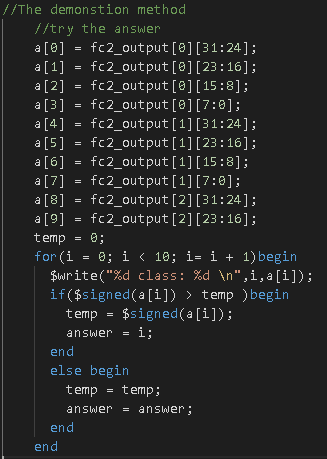 //The demonstion method
//try the answer
a[0] = fc2_output[0][31:24];
a[1] = fc2_output[0][23:16];
a[2] = fc2_output[0][15:8];
a[3] = fc2_output[0][7:0];
a[4] = fc2_output[1][31:24];
a[5] = fc2_output[1][23:16];
a[6] = fc2_output[1][15:8];
a[7] = fc2_output[1][7:0];
a[8] = fc2_output[2][31:24];
a[9] = fc2_output[2][23:16];
temp = 0;
for(i = 0; i < 10; i= i + 1)begin
$write("%d class: %d \n",i,a[i]);
if($signed(a[i]) > temp )begin
temp = $signed(a[i]);
answer = i;
end
else begin
temp = temp;
answer = answer;
end
end